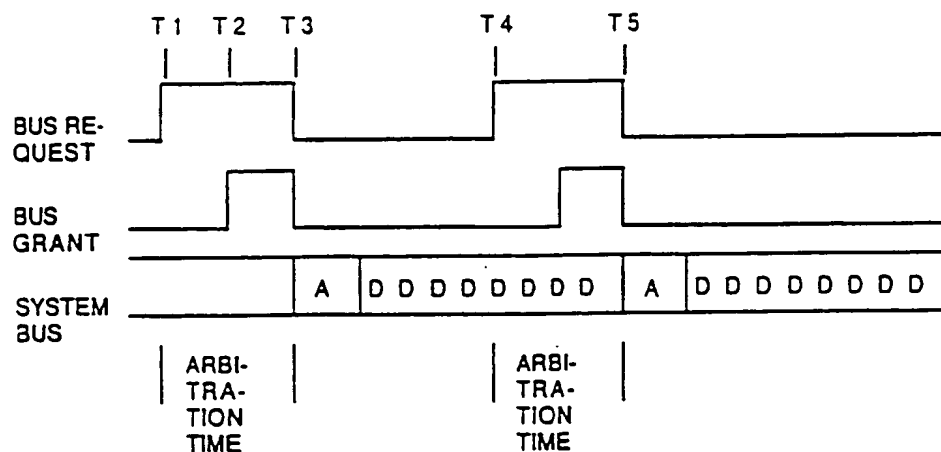 T1 T2 T3 T4 T5
BUS RE-
QUEST
BUS
GRANT
A D D D D D D D D A D D D D D D D D
SYSTEM
BUS
ARBI-
TRA-
TION
TIME
ARBI-
TRA-
TION
TIME